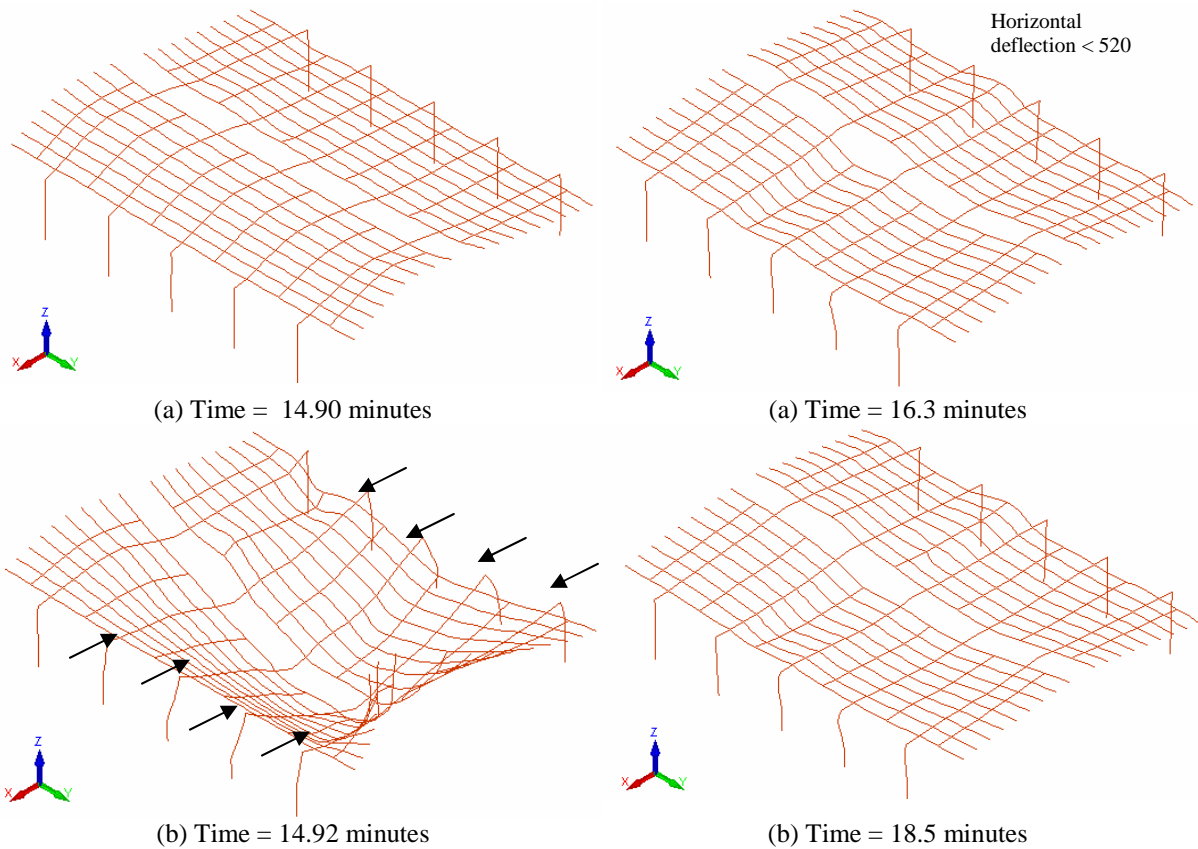 Horizontal
deflection < 520
Z
X
Y
Z
X
Y
(a) Time = 14.90 minutes
(a) Time = 16.3 minutes
Z
X
Y
Z
X
Y
(b) Time = 14.92 minutes
(b) Time = 18.5 minutes